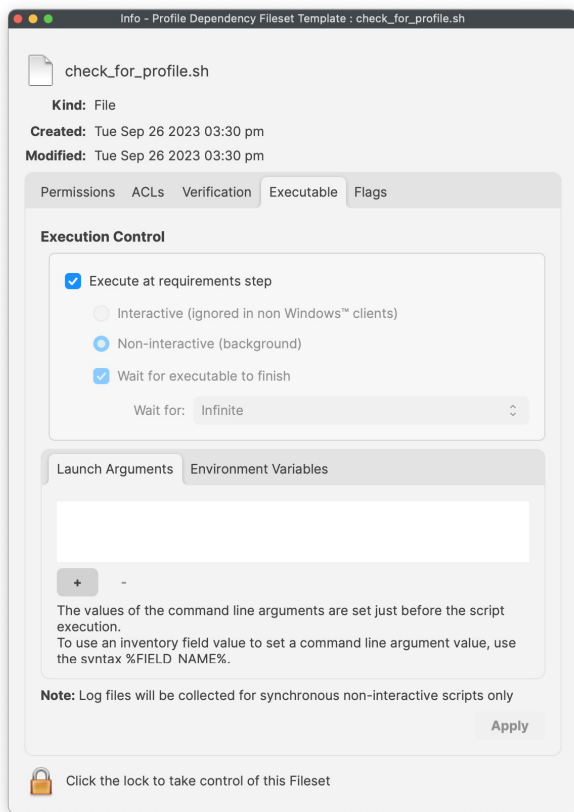 Info - Profile Dependency Fileset Template : check_for_profile.sh
check_for_profile.sh
Kind: File
Created: Tue Sep 26 2023 03:30 pm
Modified: Tue Sep 26 2023 03:30 pm
Permissions ACLs Verification Executable Flags
Execution Control
Execute at requirements step
Interactive (ignored in non Windows™ clients)
Non-interactive (background)
Wait for executable to finish
Wait for: Infinite
Launch Arguments Environment Variables
+ -
The values of the command line arguments are set just before the script
execution.
To use an inventory field value to set a command line argument value, use
the syntax %FIELD_NAME%.
Note: Log files will be collected for synchronous non-interactive scripts only
Apply
Click the lock to take control of this Fileset